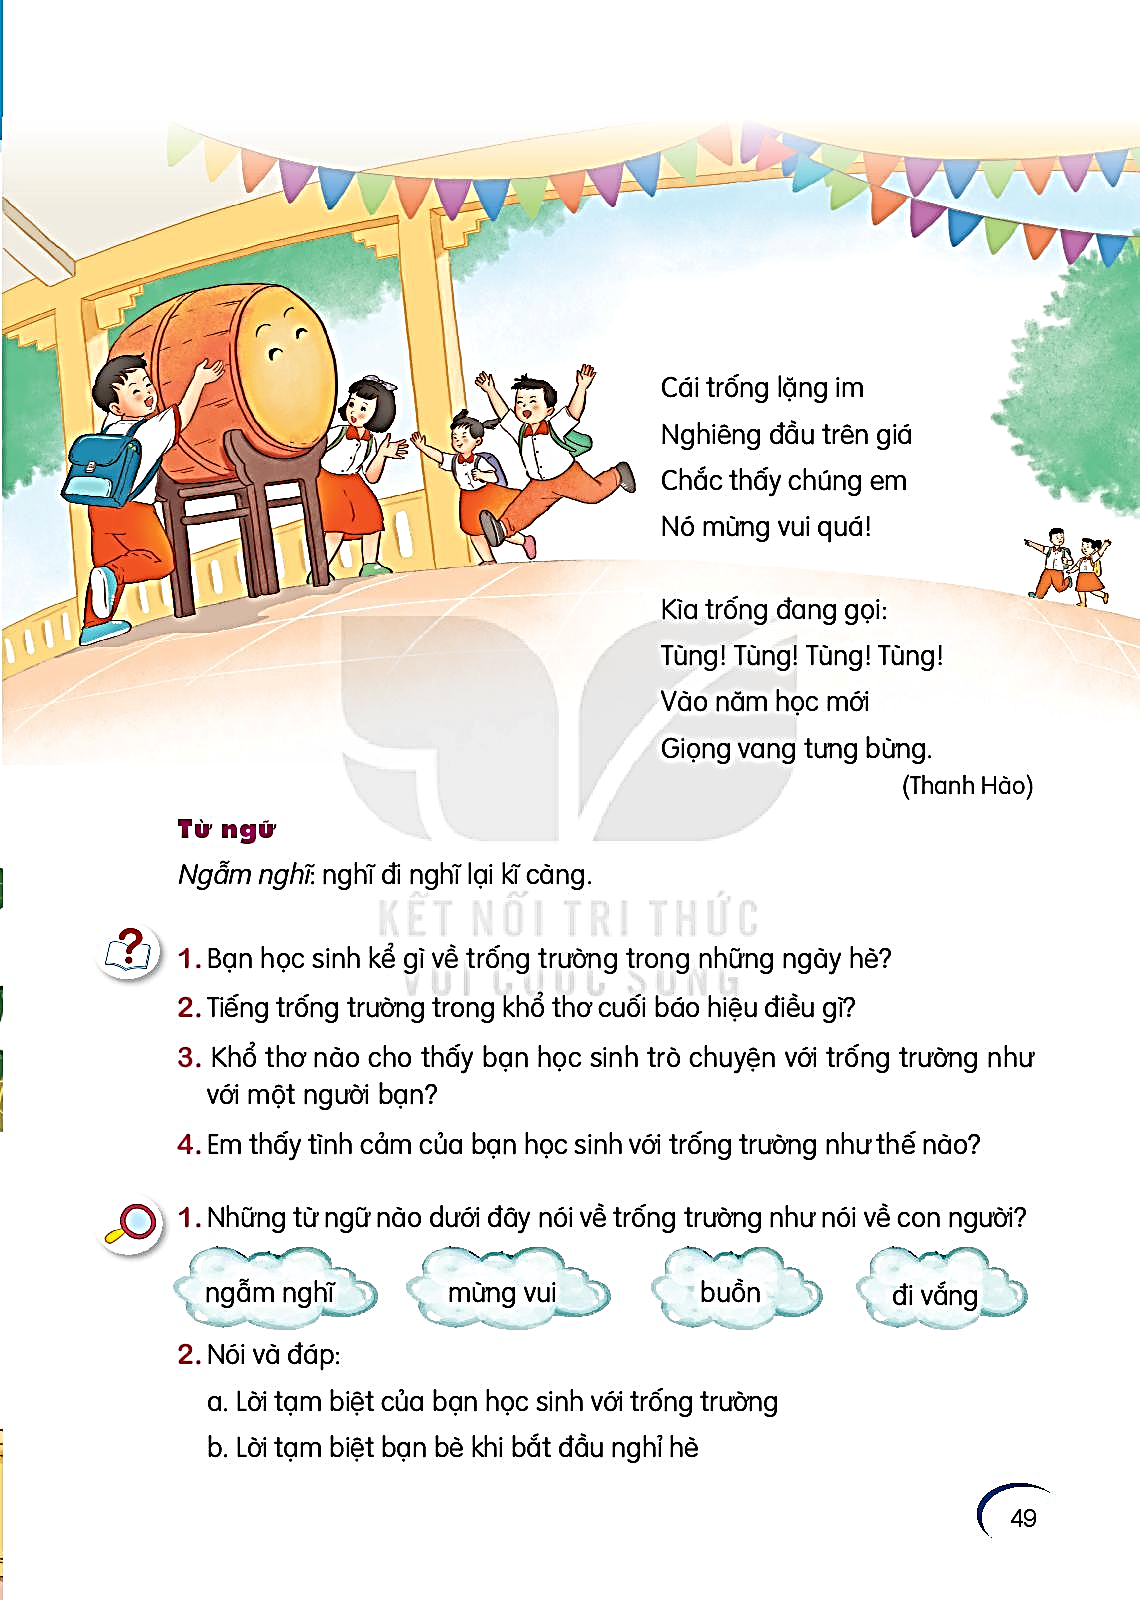 Cái trống lặng im
Nghiêng đầu trên giá
Chắc thấy chúng em
Nó mừng vui quá!
Kìa trống đang gọi:
Tùng! Tùng! Tùng! Tùng!
Vào năm học mới
Giọng vang tưng bừng.
(Thanh Hào)
Từ ngữ
Ngẫm nghĩ: nghĩ đi nghĩ lại kĩ càng.
KẾT NỐI TRI THỨC
VỚI CUỘC SỐNG
?
1. Bạn học sinh kể gì về trống trường trong những ngày hè?
2. Tiếng trống trường trong khổ thơ cuối báo hiệu điều gì?
3. Khổ thơ nào cho thấy bạn học sinh trò chuyện với trống trường như
với một người bạn?
4. Em thấy tình cảm của bạn học sinh với trống trường như thế nào?
1. Những từ ngữ nào dưới đây nói về trống trường như nói về con người?
ngẫm nghĩ mừng vui buồn đi vắng
2. Nói và đáp:
a. Lời tạm biệt của bạn học sinh với trống trường
b. Lời tạm biệt bạn bè khi bắt đầu nghỉ hè
49